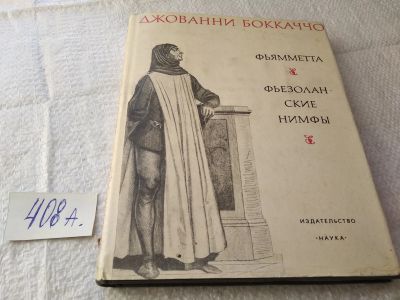 ДЖОВАННИ БОККАЧЧО
ФЬЯММЕТТА
ФЬЕЗОЛАН-
СКИЕ
НИМФЫ
ИЗДАТЕЛЬСТВО
«НАУКА»
408 А.